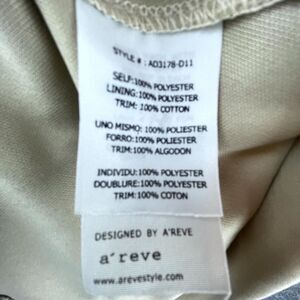 STYLE # : AD3178-D11
SELF:100% POLYESTER
LINING:100% POLYESTER
TRIM: 100% COTTON
UNO MISMO: 100% POLIESTER
FORRO: 100% POLIESTER
TRIM:100% ALGODON
INDIVIDU:100% POLYESTER
DOUBLURE:100% POLYESTER
TRIM:100% COTON
DESIGNED BY A'REVE
a'reve
www.arevestyle.com